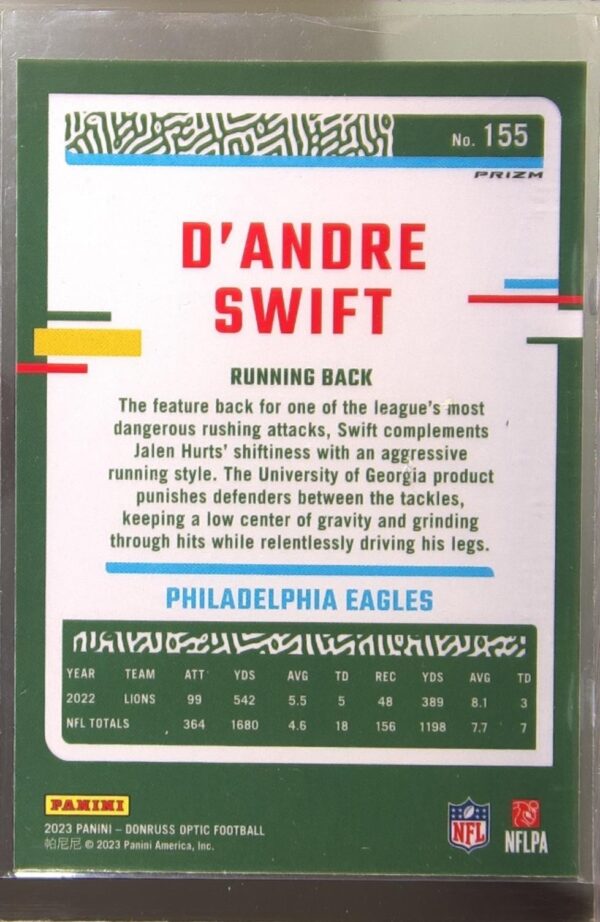 No. 155
PRIZM
D'ANDRE
SWIFT
RUNNING BACK
The feature back for one of the league's most
dangerous rushing attacks, Swift complements
Jalen Hurts' shiftiness with an aggressive
running style. The University of Georgia product
punishes defenders between the tackles,
keeping a low center of gravity and grinding
through hits while relentlessly driving his legs.
PHILADELPHIA EAGLES
YEAR TEAM ATT YDS AVG TD REC YDS AVG TD
2022 LIONS 99 542 5.5 5 48 389 8.1 3
NFL TOTALS 364 1680 4.6 18 156 1198 7.7 7
PANINI
2023 PANINI – DONRUSS OPTIC FOOTBALL
帕尼尼 © 2023 Panini America, Inc.
NFL
NFLPA